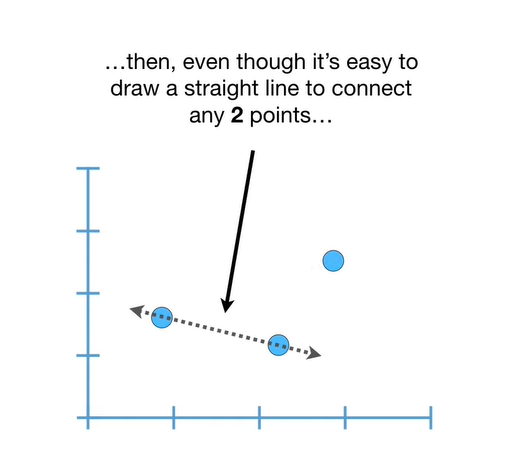 …then, even though it’s easy to
draw a straight line to connect
any 2 points…